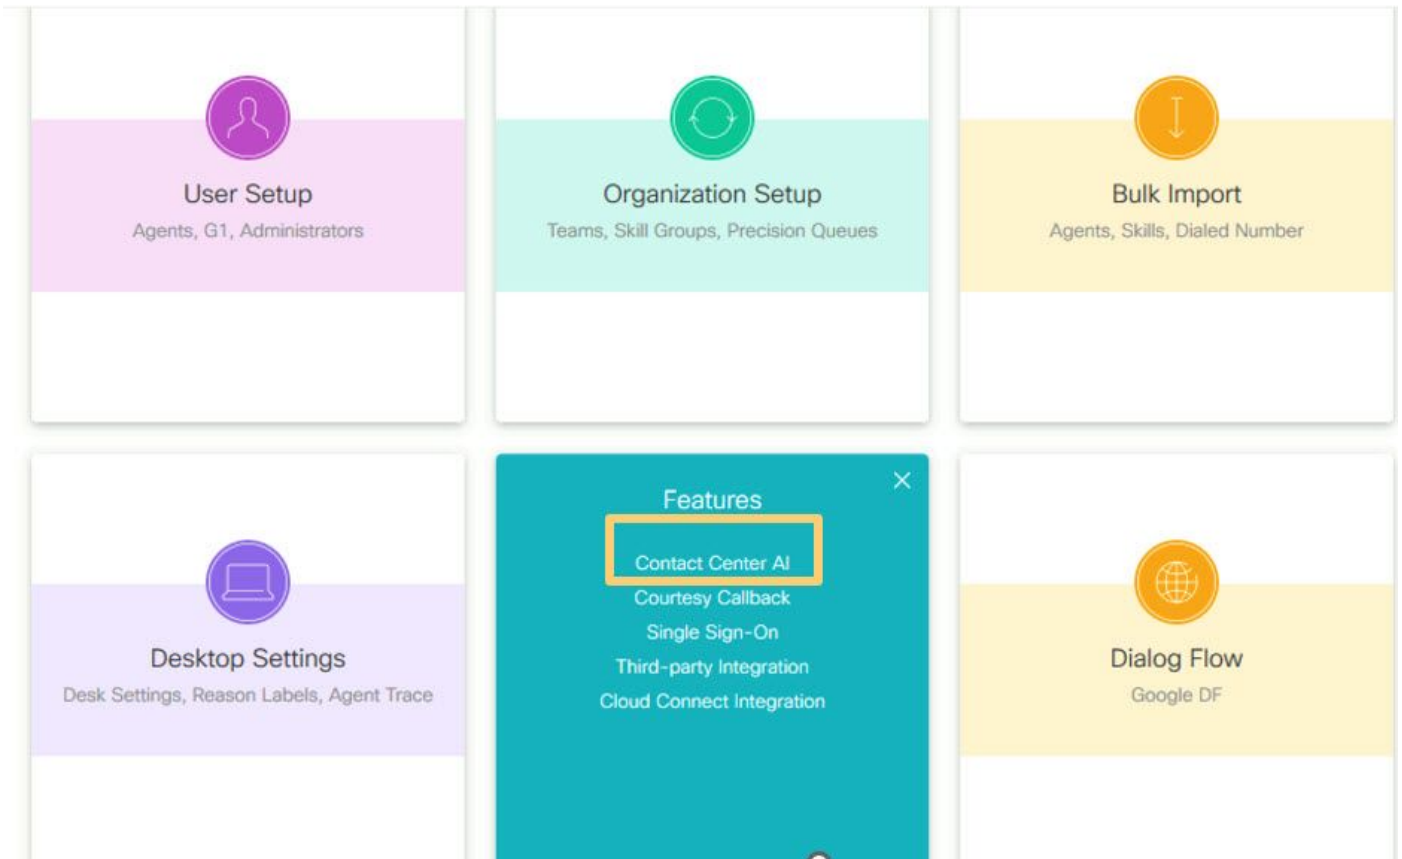 User Setup
Agents, G1, Administrators
Organization Setup
Teams, Skill Groups, Precision Queues
Bulk Import
Agents, Skills, Dialed Number
Desktop Settings
Desk Settings, Reason Labels, Agent Trace
Features
Contact Center AI
Courtesy Callback
Single Sign-On
Third-party Integration
Cloud Connect Integration
Dialog Flow
Google DF